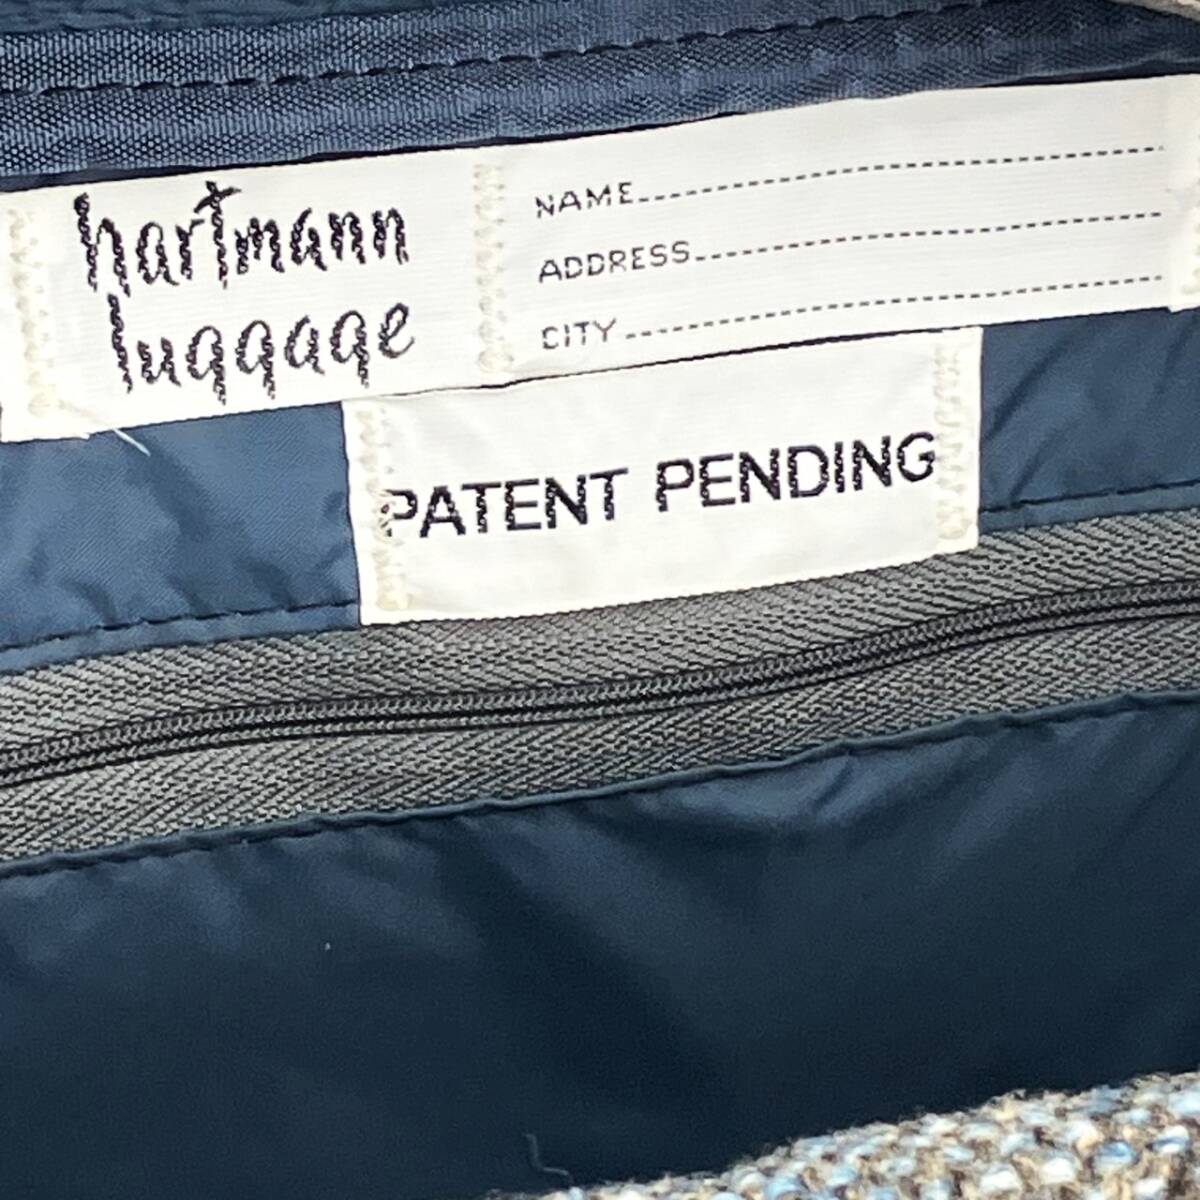 hartmann
luggage
NAME
ADDRESS
CITY
PATENT PENDING